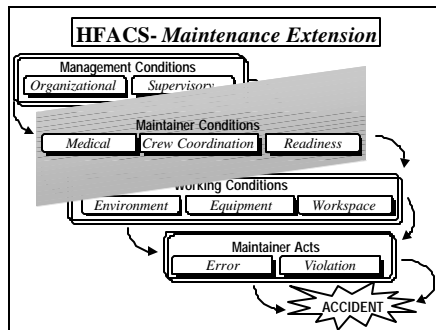 HFACS- Maintenance Extension
Management Conditions
Organizational Supervisory
Maintainer Conditions
Medical Crew Coordination Readiness
Working Conditions
Environment Equipment Workspace
Maintainer Acts
Error Violation
ACCIDENT